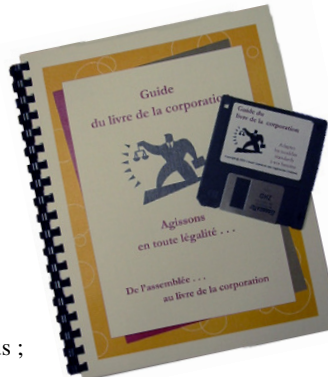 Guide
du livre de la corporation
Agissons
en toute légalité . . .
De l'assemblée . . .
au livre de la corporation
Guide du
livre de la corporation
s ;